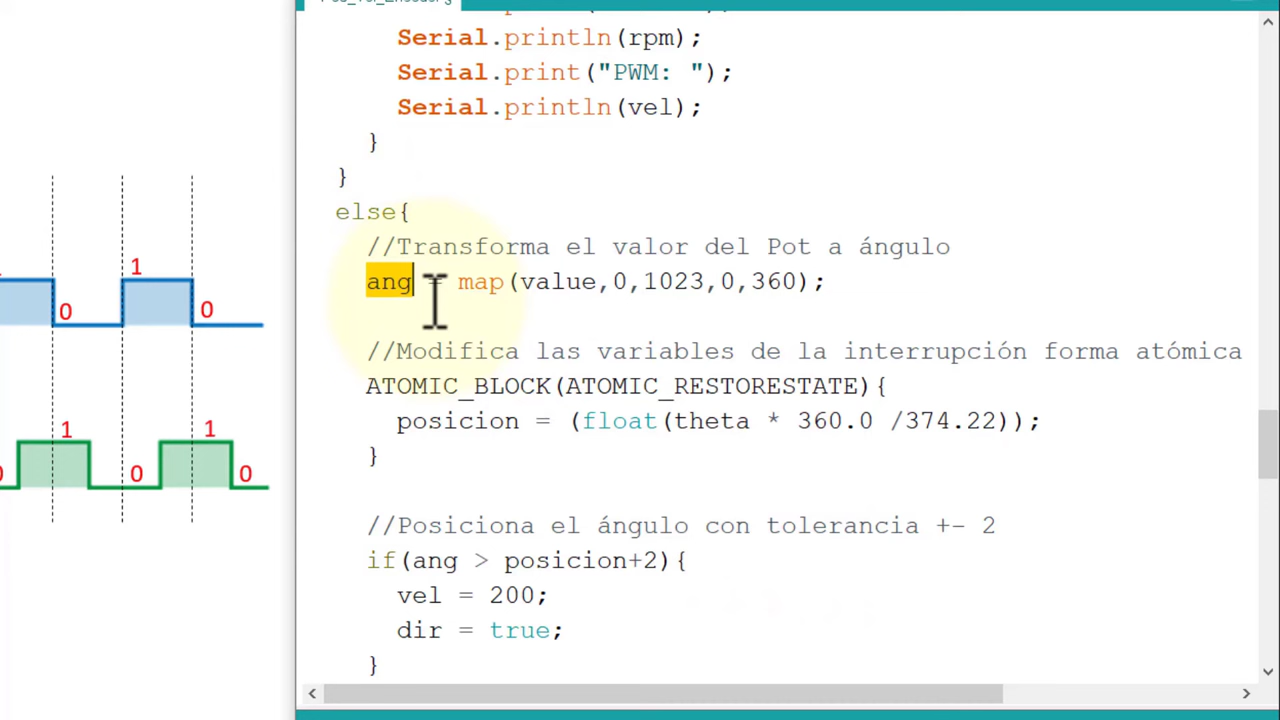 Serial.println(rpm);
Serial.print("PWM: ");
Serial.println(vel);
}
}
else{
//Transforma el valor del Pot a ángulo
ang = map(value,0,1023,0,360);
//Modifica las variables de la interrupción forma atómica
ATOMIC_BLOCK(ATOMIC_RESTORESTATE){
posicion = (float(theta * 360.0 /374.22));
}
//Posiciona el ángulo con tolerancia +- 2
if(ang > posicion+2){
vel = 200;
dir = true;
}
0 1 0
1 0 1 0